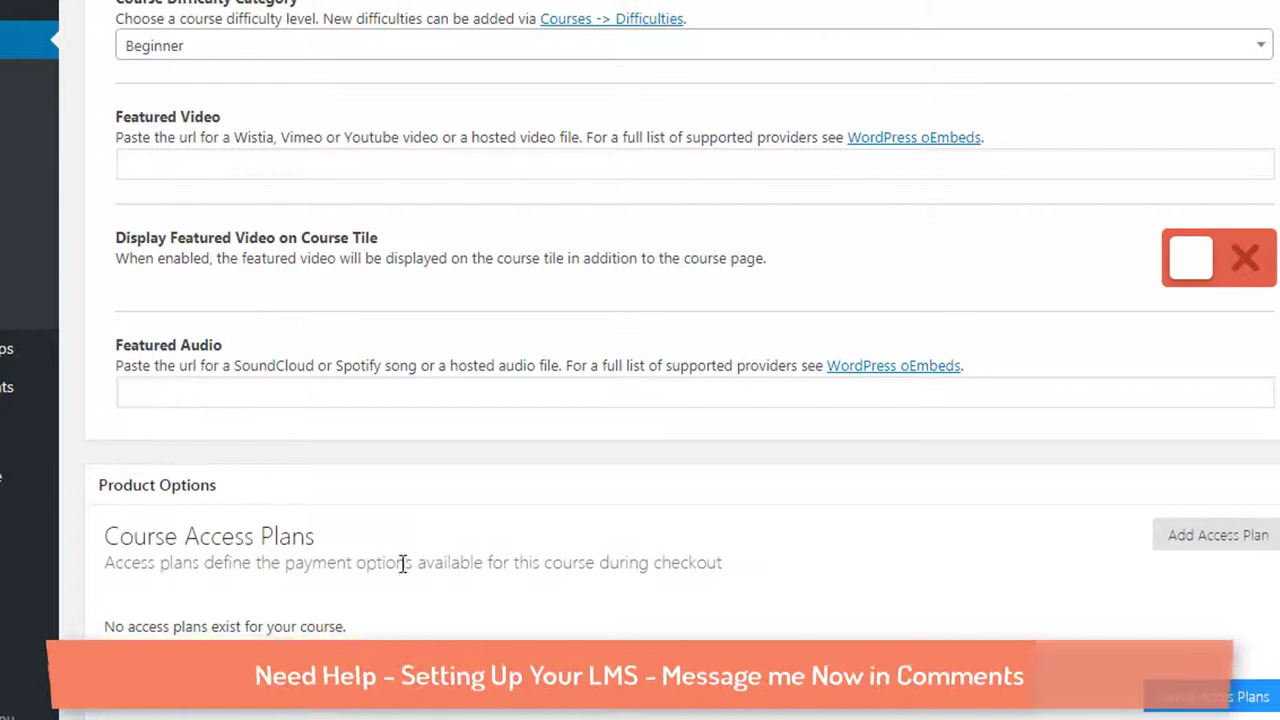 Course Difficulty Category
Choose a course difficulty level. New difficulties can be added via Courses -> Difficulties.
Beginner
Featured Video
Paste the url for a Wistia, Vimeo or Youtube video or a hosted video file. For a full list of supported providers see WordPress oEmbeds.
Display Featured Video on Course Tile
When enabled, the featured video will be displayed on the course tile in addition to the course page.
ps
Featured Audio
nts
Paste the url for a SoundCloud or Spotify song or a hosted audio file. For a full list of supported providers see WordPress oEmbeds.
e
Product Options
Course Access Plans
Add Access Plan
Access plans define the payment options available for this course during checkout
No access plans exist for your course.
Need Help - Setting Up Your LMS - Message me Now in Comments
Plans